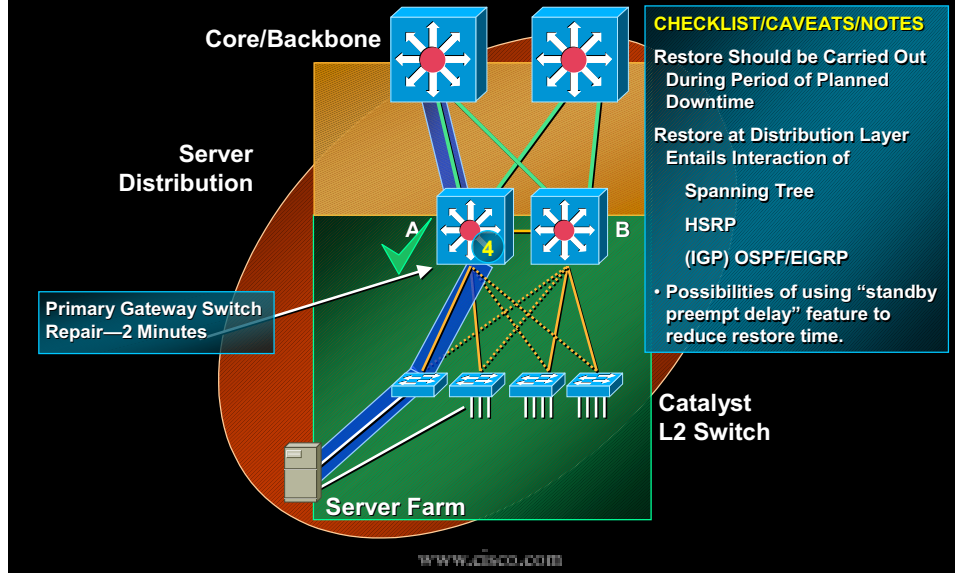 Core/Backbone
CHECKLIST/CAVEATS/NOTES
Restore Should be Carried Out
During Period of Planned
Downtime
Restore at Distribution Layer
Entails Interaction of
Spanning Tree
HSRP
(IGP) OSPF/EIGRP
• Possibilities of using “standby
preempt delay” feature to
reduce restore time.
Server
Distribution
A
B
4
Primary Gateway Switch
Repair—2 Minutes
Catalyst
L2 Switch
Server Farm
www.cisco.com